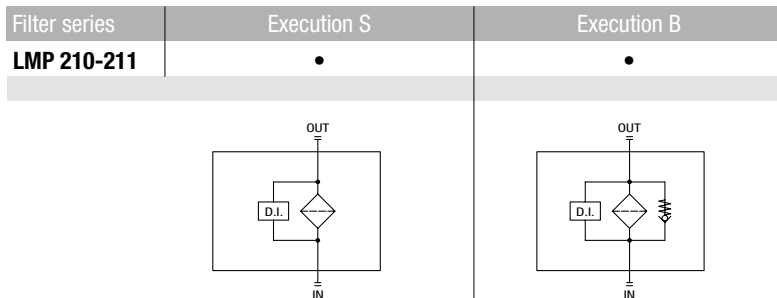 Filter series Execution S Execution B
LMP 210-211 • •
OUT OUT
D.I. D.I.
IN IN